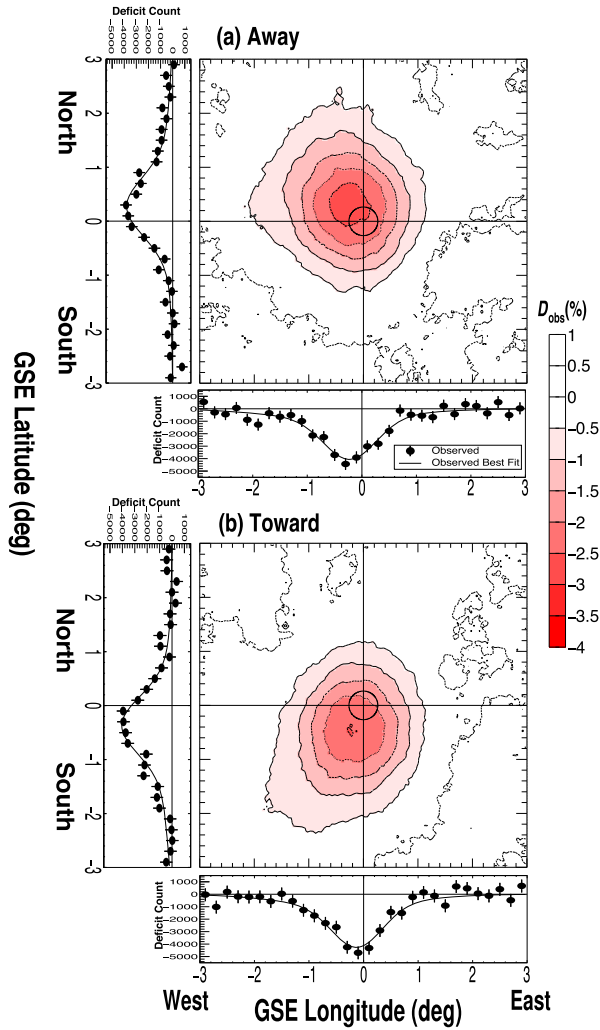 Deficit Count
−5000 −4000 −3000 −2000 −1000 0 1000
(a) Away
3
2
1
0
−1
−2
−3
North
South
D_obs(%)
1
0.5
0
−0.5
−1
−1.5
−2
−2.5
−3
−3.5
−4
Deficit Count
1000
0
−1000
−2000
−3000
−4000
−5000
Observed
Observed Best Fit
−3 −2 −1 0 1 2 3
GSE Latitude (deg)
Deficit Count
−5000 −4000 −3000 −2000 −1000 0 1000
(b) Toward
3
2
1
0
−1
−2
−3
North
South
Deficit Count
1000
0
−1000
−2000
−3000
−4000
−5000
−3 −2 −1 0 1 2 3
West GSE Longitude (deg) East